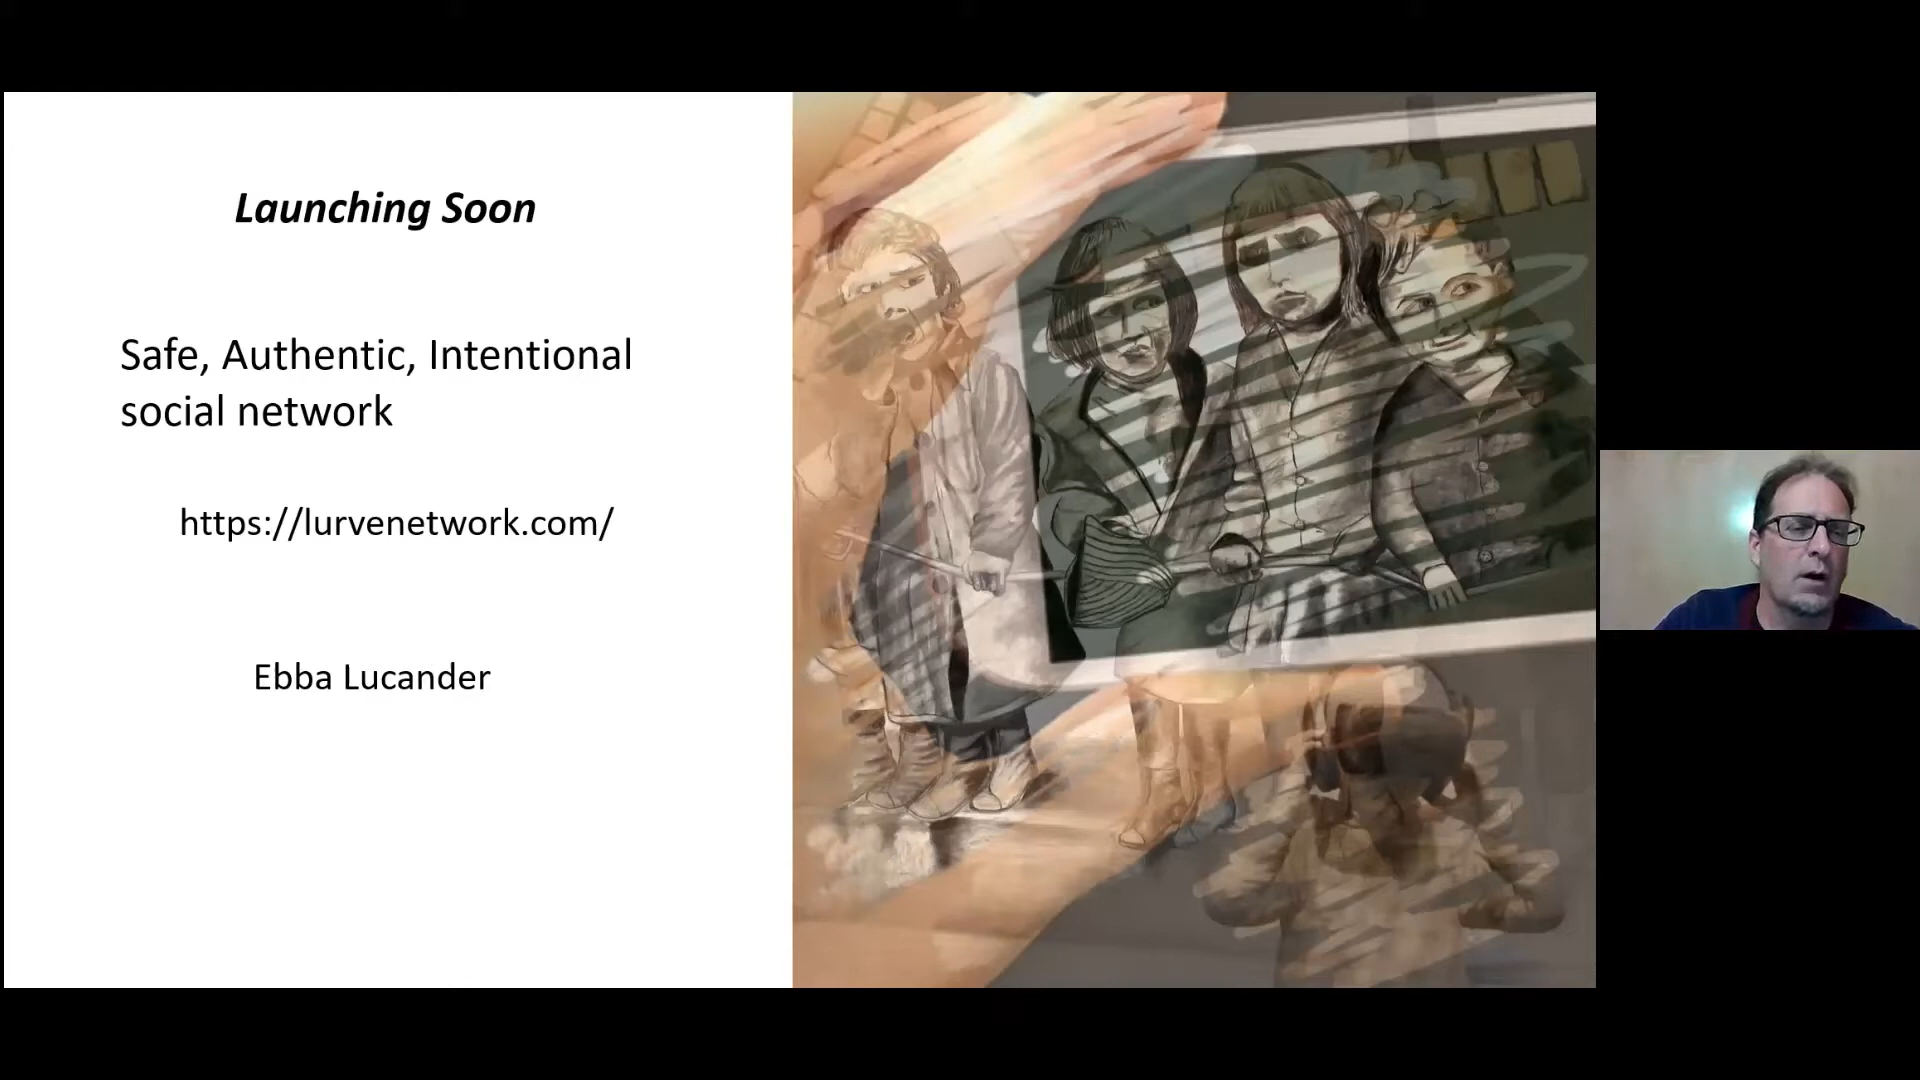 Launching Soon
Safe, Authentic, Intentional
social network
https://lurvenetwork.com/
Ebba Lucander